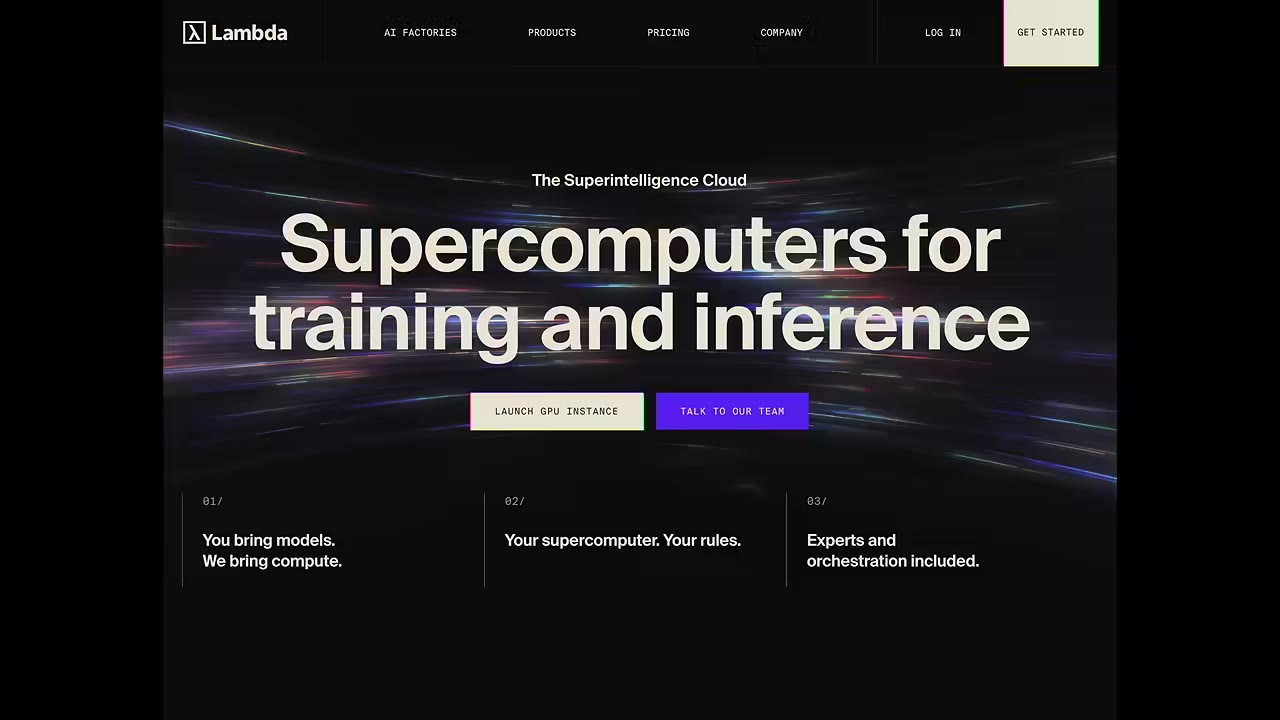 Lambda
AI FACTORIES
PRODUCTS
PRICING
COMPANY
LOG IN
GET STARTED
The Superintelligence Cloud
Supercomputers for
training and inference
LAUNCH GPU INSTANCE
TALK TO OUR TEAM
01/
You bring models.
We bring compute.
02/
Your supercomputer. Your rules.
03/
Experts and
orchestration included.